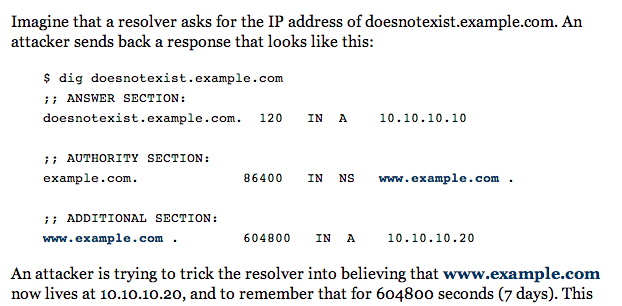 Imagine that a resolver asks for the IP address of doesnotexist.example.com. An
attacker sends back a response that looks like this:
$ dig doesnotexist.example.com
;; ANSWER SECTION:
doesnotexist.example.com. 120 IN A 10.10.10.10
;; AUTHORITY SECTION:
example.com. 86400 IN NS www.example.com .
;; ADDITIONAL SECTION:
www.example.com . 604800 IN A 10.10.10.20
An attacker is trying to trick the resolver into believing that www.example.com
now lives at 10.10.10.20, and to remember that for 604800 seconds (7 days). This